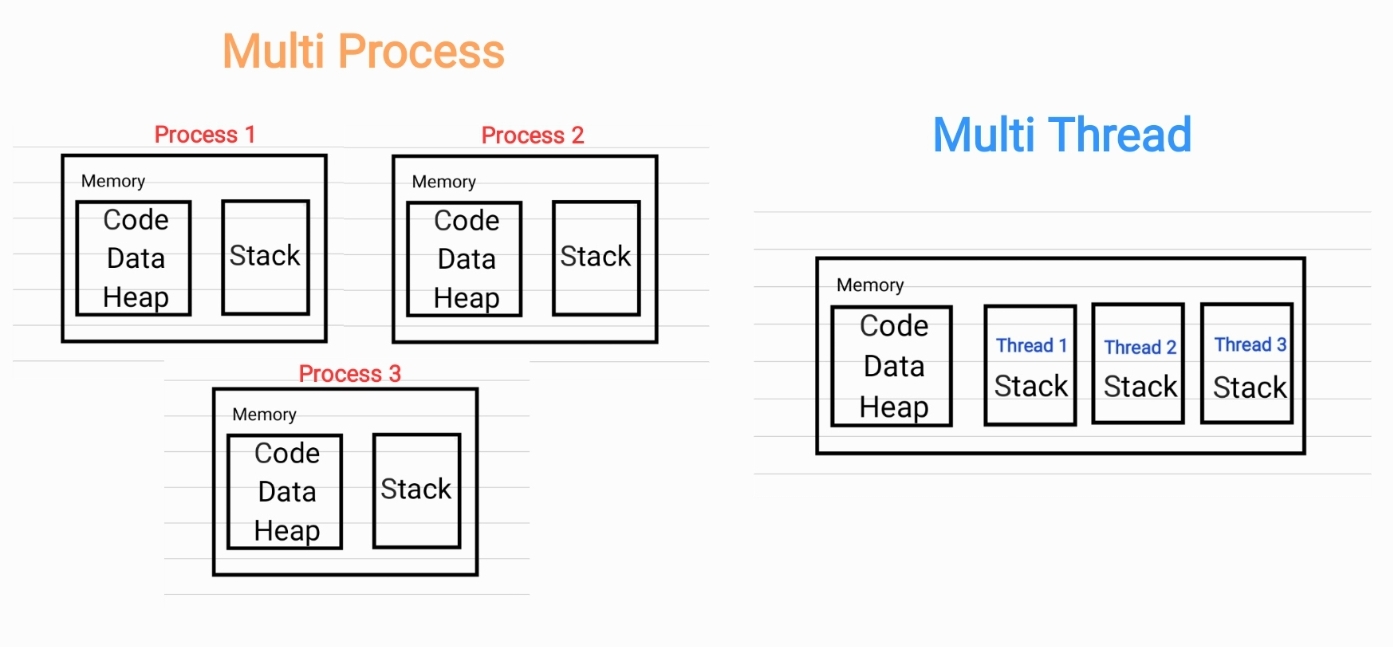 Multi Process
Process 1
Memory
Code
Data
Heap
Stack
Process 2
Memory
Code
Data
Heap
Stack
Process 3
Memory
Code
Data
Heap
Stack
Multi Thread
Memory
Code
Data
Heap
Thread 1
Stack
Thread 2
Stack
Thread 3
Stack